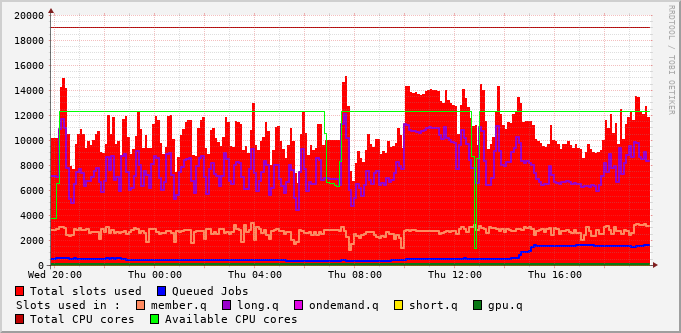 20000
18000
16000
14000
12000
10000
8000
6000
4000
2000
0
Wed 20:00 Thu 00:00 Thu 04:00 Thu 08:00 Thu 12:00 Thu 16:00
Total slots used Queued Jobs
Slots used in : member.q long.q ondemand.q short.q gpu.q
Total CPU cores Available CPU cores
RRDTOOL / TOBI OETIKER